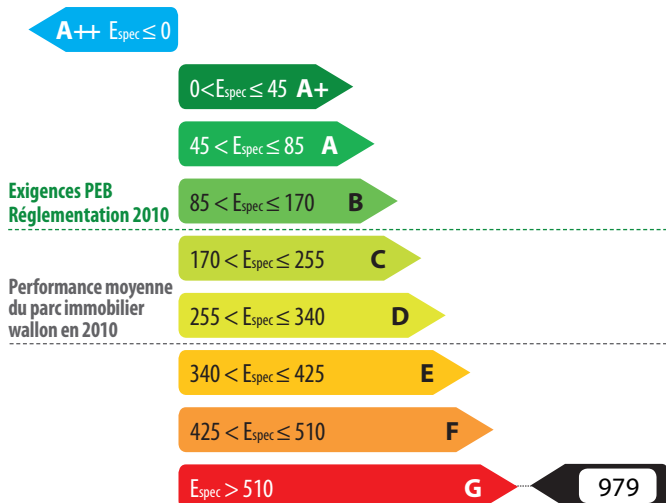 A++ Espec ≤ 0
0<Espec ≤ 45 A+
45 < Espec ≤ 85 A
Exigences PEB
Réglementation 2010
85 < Espec ≤ 170 B
170 < Espec ≤ 255 C
Performance moyenne
du parc immobilier
wallon en 2010
255 < Espec ≤ 340 D
340 < Espec ≤ 425 E
425 < Espec ≤ 510 F
Espec > 510 G
979